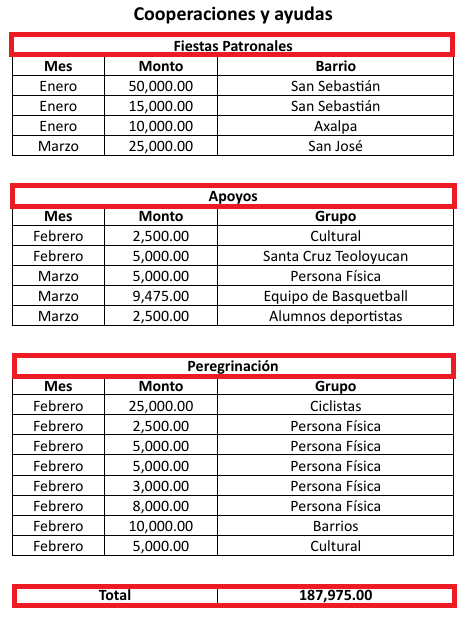 Cooperaciones y ayudas
Fiestas Patronales
Mes Monto Barrio
Enero 50,000.00 San Sebastián
Enero 15,000.00 San Sebastián
Enero 10,000.00 Axalpa
Marzo 25,000.00 San José
Apoyos
Mes Monto Grupo
Febrero 2,500.00 Cultural
Febrero 5,000.00 Santa Cruz Teoloyucan
Marzo 5,000.00 Persona Física
Marzo 9,475.00 Equipo de Basquetball
Marzo 2,500.00 Alumnos deportistas
Peregrinación
Mes Monto Grupo
Febrero 25,000.00 Ciclistas
Febrero 2,500.00 Persona Física
Febrero 5,000.00 Persona Física
Febrero 5,000.00 Persona Física
Febrero 3,000.00 Persona Física
Febrero 8,000.00 Persona Física
Febrero 10,000.00 Barrios
Febrero 5,000.00 Cultural
Total 187,975.00